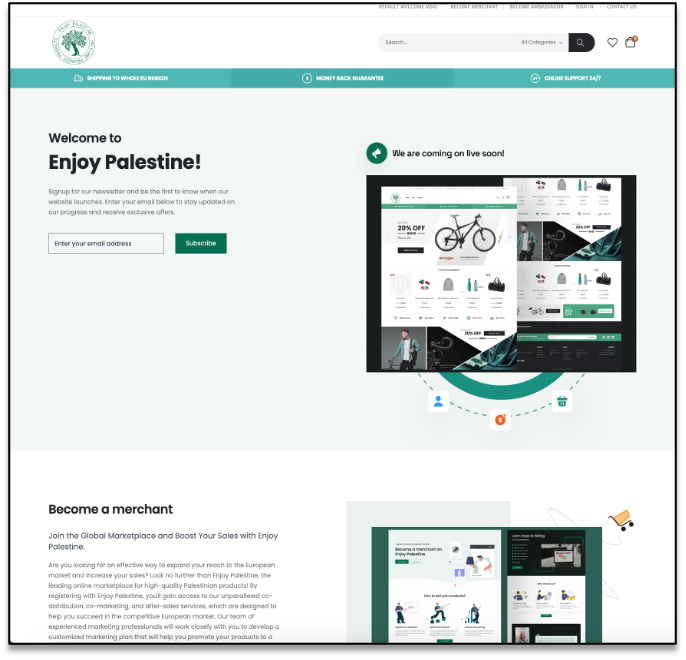 DEFAULT WELCOME MSG! BECOME MERCHANT BECOME AMBASSADOR SIGN IN CONTACT US
ENJOY PALESTINE
Search... All Categories
SHIPPING TO WHOLE EU REGION MONEY BACK GUARANTEE ONLINE SUPPORT 24/7
Welcome to
Enjoy Palestine!
Signup for our newsletter and be the first to know when our
website launches. Enter your email below to stay updated on
our progress and receive exclusive offers.
Enter your email address Subscribe
We are coming on live soon!
20% OFF
20% OFF
Become a merchant
Join the Global Marketplace and Boost Your Sales with Enjoy
Palestine.
Are you looking for an effective way to expand your reach to the European
market and increase your sales? Look no further than Enjoy Palestine, the
leading online marketplace for high-quality Palestinian products! By
registering with Enjoy Palestine, you'll gain access to our unparalleled co-
distribution, co-marketing, and after-sales services, which are designed to
help you succeed in the competitive European market. Our team of
experienced marketing professionals will work closely with you to develop a
customized marketing plan that will help you promote your products to a
Become a merchant on
Enjoy Palestine
How to sell your products?
Learn steps to selling
Why choose us?